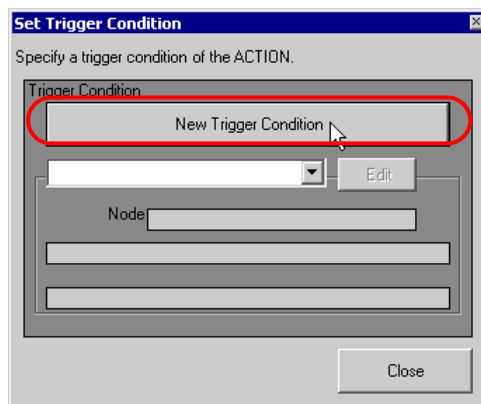 Set Trigger Condition
Specify a trigger condition of the ACTION.
Trigger Condition
New Trigger Condition
Edit
Node
Close